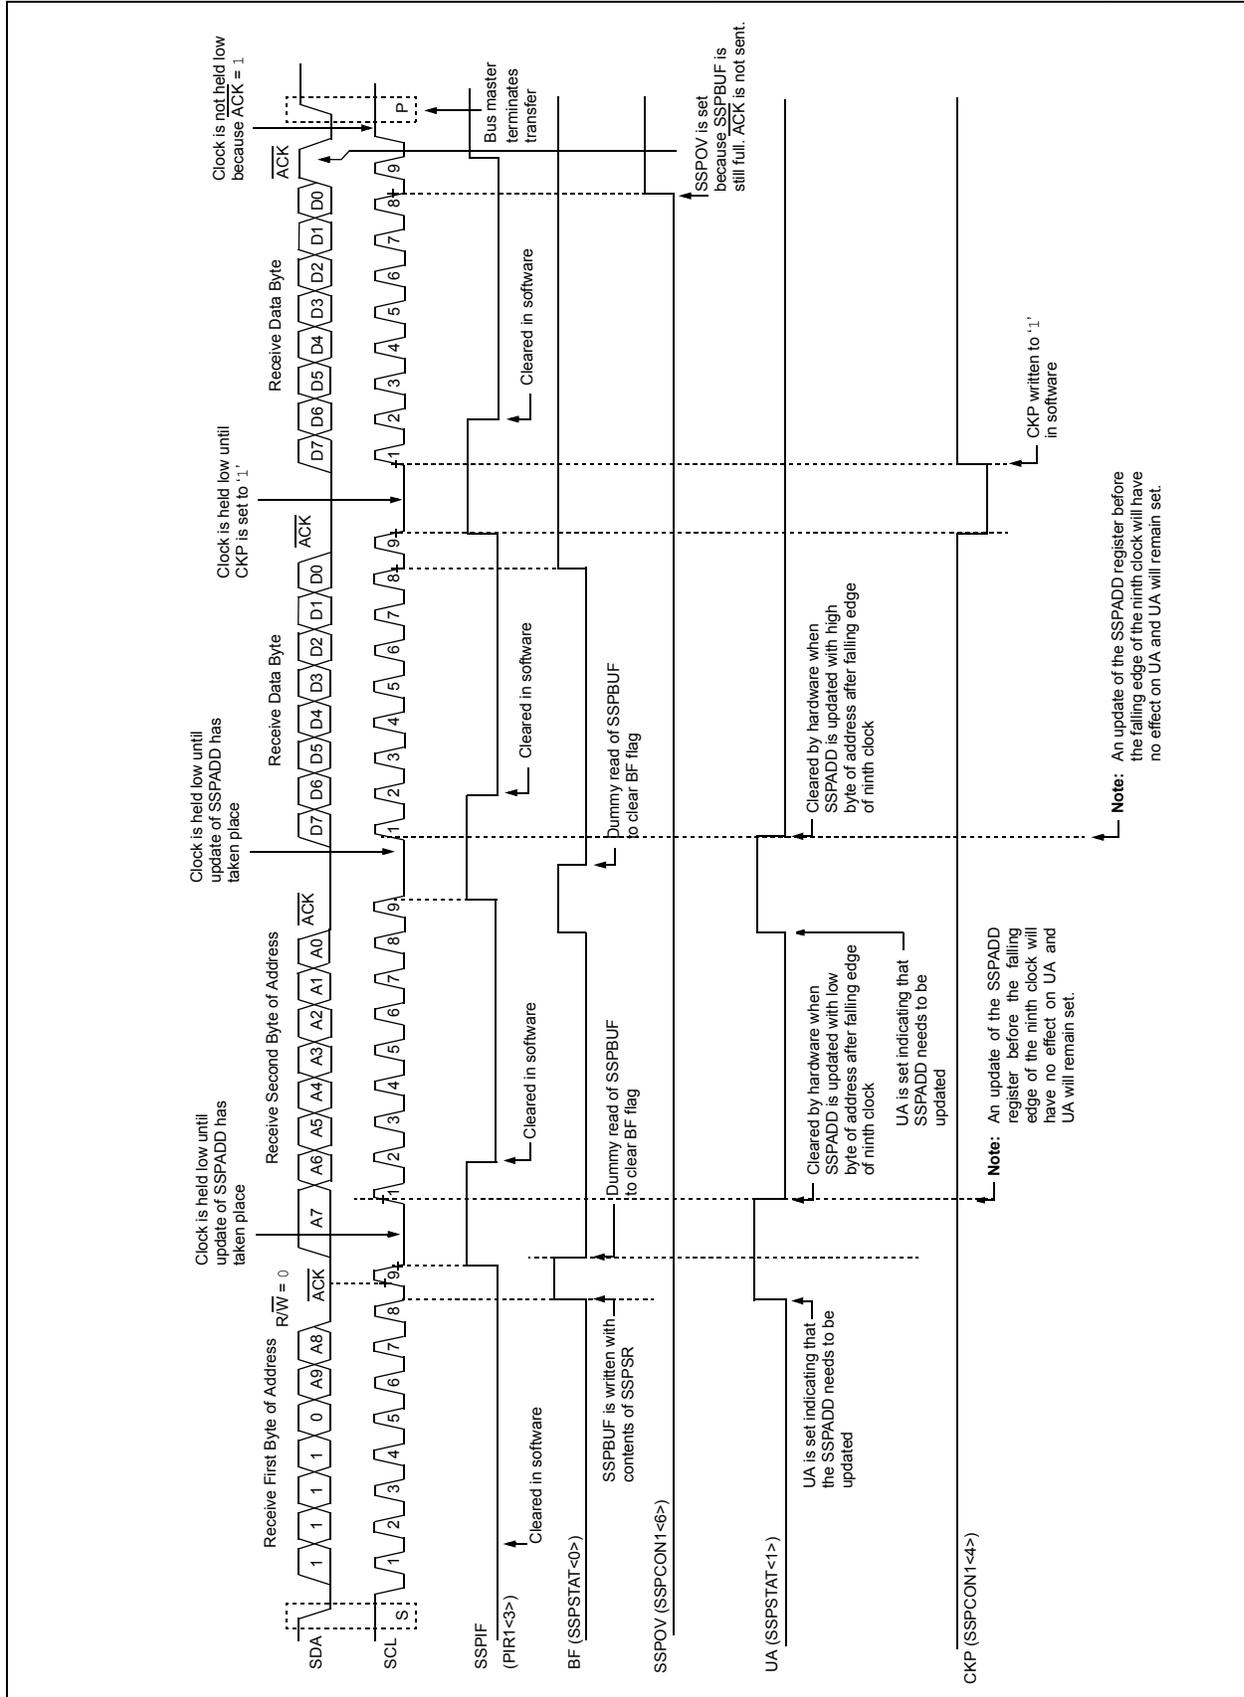 Receive First Byte of Address
R/W = 0
Clock is held low until
update of SSPADD has
taken place
Receive Second Byte of Address
Clock is held low until
update of SSPADD has
taken place
Receive Data Byte
Clock is held low until
CKP is set to ‘1’
Receive Data Byte
Clock is not held low
because ACK = 1
SDA
1 1 1 1 0 A9 A8 ACK A7 A6 A5 A4 A3 A2 A1 A0 ACK D7 D6 D5 D4 D3 D2 D1 D0 ACK D7 D6 D5 D4 D3 D2 D1 D0 ACK
SCL
S 1 2 3 4 5 6 7 8 9 1 2 3 4 5 6 7 8 9 1 2 3 4 5 6 7 8 9 1 2 3 4 5 6 7 8 9 P
Bus master
terminates
transfer
SSPIF
(PIR1<3>)
Cleared in software
Cleared in software
Cleared in software
Cleared in software
BF (SSPSTAT<0>)
SSPBUF is written with
contents of SSPSR
Dummy read of SSPBUF
to clear BF flag
Dummy read of SSPBUF
to clear BF flag
SSPOV (SSPCON1<6>)
SSPOV is set
because SSPBUF is
still full. ACK is not sent.
UA (SSPSTAT<1>)
UA is set indicating that
the SSPADD needs to be
updated
Cleared by hardware when
SSPADD is updated with low
byte of address after falling edge
of ninth clock
UA is set indicating that
SSPADD needs to be
updated
Cleared by hardware when
SSPADD is updated with high
byte of address after falling edge
of ninth clock
CKP (SSPCON1<4>)
CKP written to ‘1’
in software
Note: An update of the SSPADD
register before the falling
edge of the ninth clock will
have no effect on UA and
UA will remain set.
Note: An update of the SSPADD register before
the falling edge of the ninth clock will have
no effect on UA and UA will remain set.